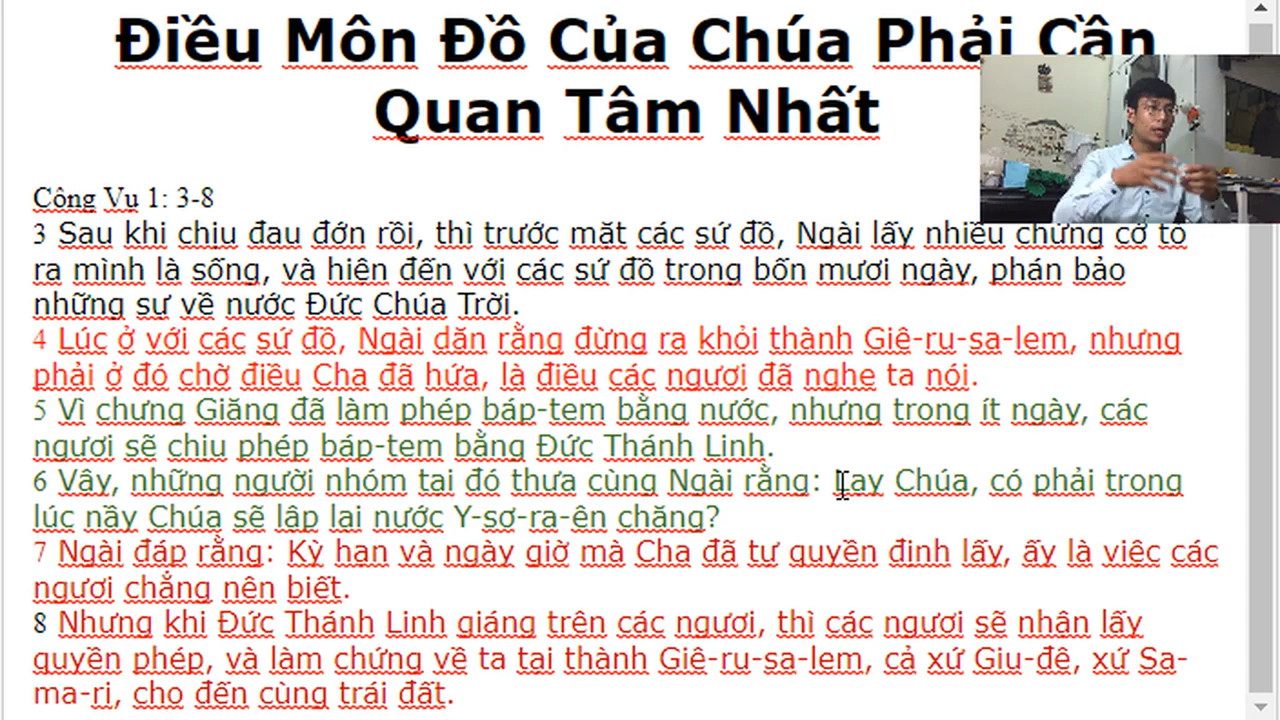 Điều Môn Đồ Của Chúa Phải Cần
Quan Tâm Nhất
Công Vụ 1: 3-8
3 Sau khi chịu đau đớn rồi, thì trước mặt các sứ đồ, Ngài lấy nhiều chứng cớ tỏ
ra mình là sống, và hiện đến với các sứ đồ trong bốn mươi ngày, phán bảo
những sự về nước Đức Chúa Trời.
4 Lúc ở với các sứ đồ, Ngài dặn rằng đừng ra khỏi thành Giê-ru-sa-lem, nhưng
phải ở đó chờ điều Cha đã hứa, là điều các ngươi đã nghe ta nói.
5 Vì chưng Giăng đã làm phép báp-tem bằng nước, nhưng trong ít ngày, các
ngươi sẽ chịu phép báp-tem bằng Đức Thánh Linh.
6 Vậy, những người nhóm tại đó thưa cùng Ngài rằng: Lạy Chúa, có phải trong
lúc nầy Chúa sẽ lập lại nước Y-sơ-ra-ên chăng?
7 Ngài đáp rằng: Kỳ hạn và ngày giờ mà Cha đã tự quyền định lấy, ấy là việc các
ngươi chẳng nên biết.
8 Nhưng khi Đức Thánh Linh giáng trên các ngươi, thì các ngươi sẽ nhận lấy
quyền phép, và làm chứng về ta tại thành Giê-ru-sa-lem, cả xứ Giu-đê, xứ Sa-
ma-ri, cho đến cùng trái đất.